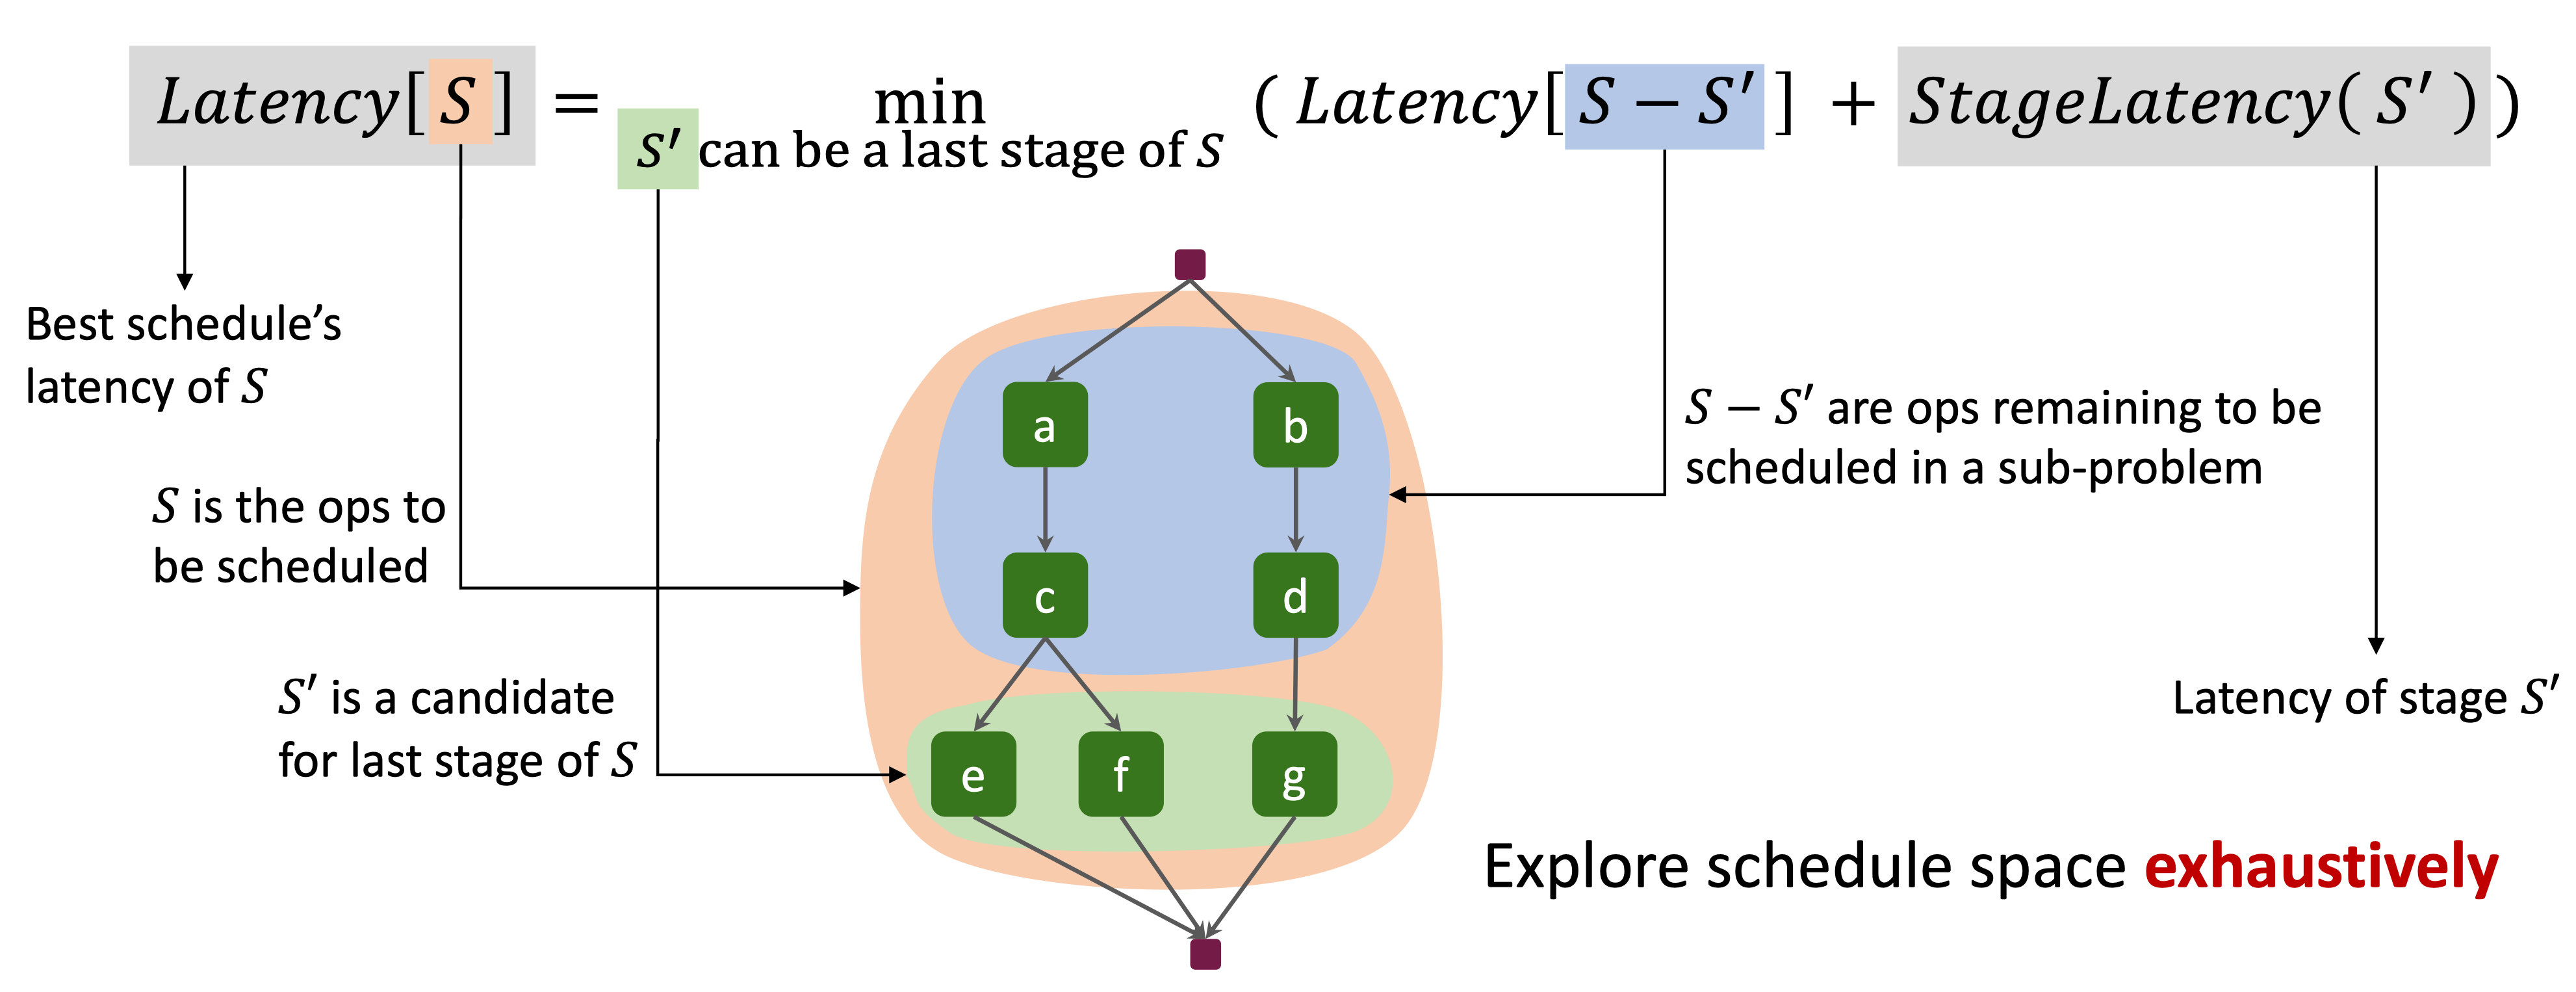 Latency[S] = min ( Latency[S − S′] + StageLatency( S′ ))
S′ can be a last stage of S
Best schedule’s
latency of S
S is the ops to
be scheduled
S′ is a candidate
for last stage of S
a
b
c
d
e
f
g
S − S′ are ops remaining to be
scheduled in a sub-problem
Latency of stage S′
Explore schedule space exhaustively